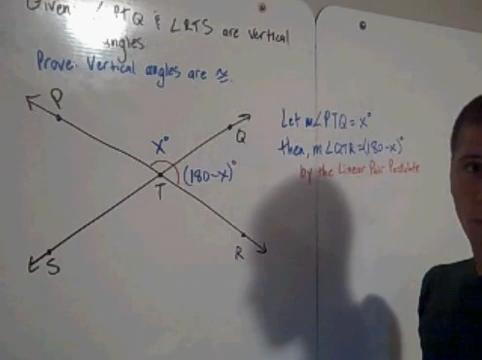 Given: ∠PTQ & ∠RTS are vertical
angles
Prove: Vertical angles are ≅.
P
Q
x°
(180-x)°
T
S
R
Let m∠PTQ = x°
then, m∠QTR = (180-x)°
by the Linear Pair Postulate